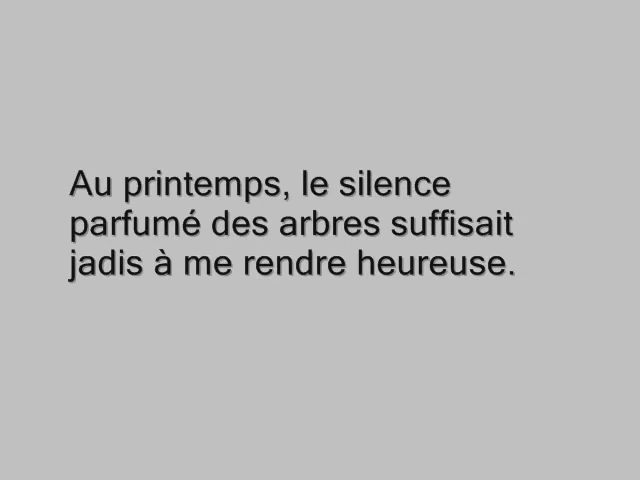 Au printemps, le silence
parfumé des arbres suffisait
jadis à me rendre heureuse.